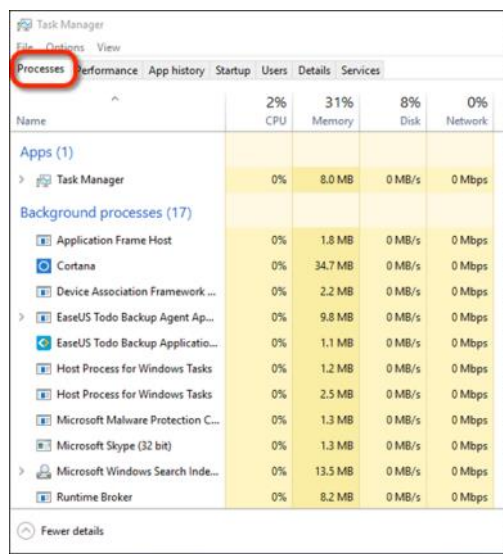 Task Manager
File Options View
Processes Performance App history Startup Users Details Services
2% 31% 8% 0%
Name CPU Memory Disk Network
Apps (1)
Task Manager 0% 8.0 MB 0 MB/s 0 Mbps
Background processes (17)
Application Frame Host 0% 1.8 MB 0 MB/s 0 Mbps
Cortana 0% 34.7 MB 0 MB/s 0 Mbps
Device Association Framework ... 0% 2.2 MB 0 MB/s 0 Mbps
EaseUS Todo Backup Agent Ap... 0% 9.8 MB 0 MB/s 0 Mbps
EaseUS Todo Backup Applicatio... 0% 1.1 MB 0 MB/s 0 Mbps
Host Process for Windows Tasks 0% 1.2 MB 0 MB/s 0 Mbps
Host Process for Windows Tasks 0% 2.5 MB 0 MB/s 0 Mbps
Microsoft Malware Protection C... 0% 1.3 MB 0 MB/s 0 Mbps
Microsoft Skype (32 bit) 0% 1.3 MB 0 MB/s 0 Mbps
Microsoft Windows Search Inde... 0% 13.5 MB 0 MB/s 0 Mbps
Runtime Broker 0% 8.2 MB 0 MB/s 0 Mbps
Fewer details